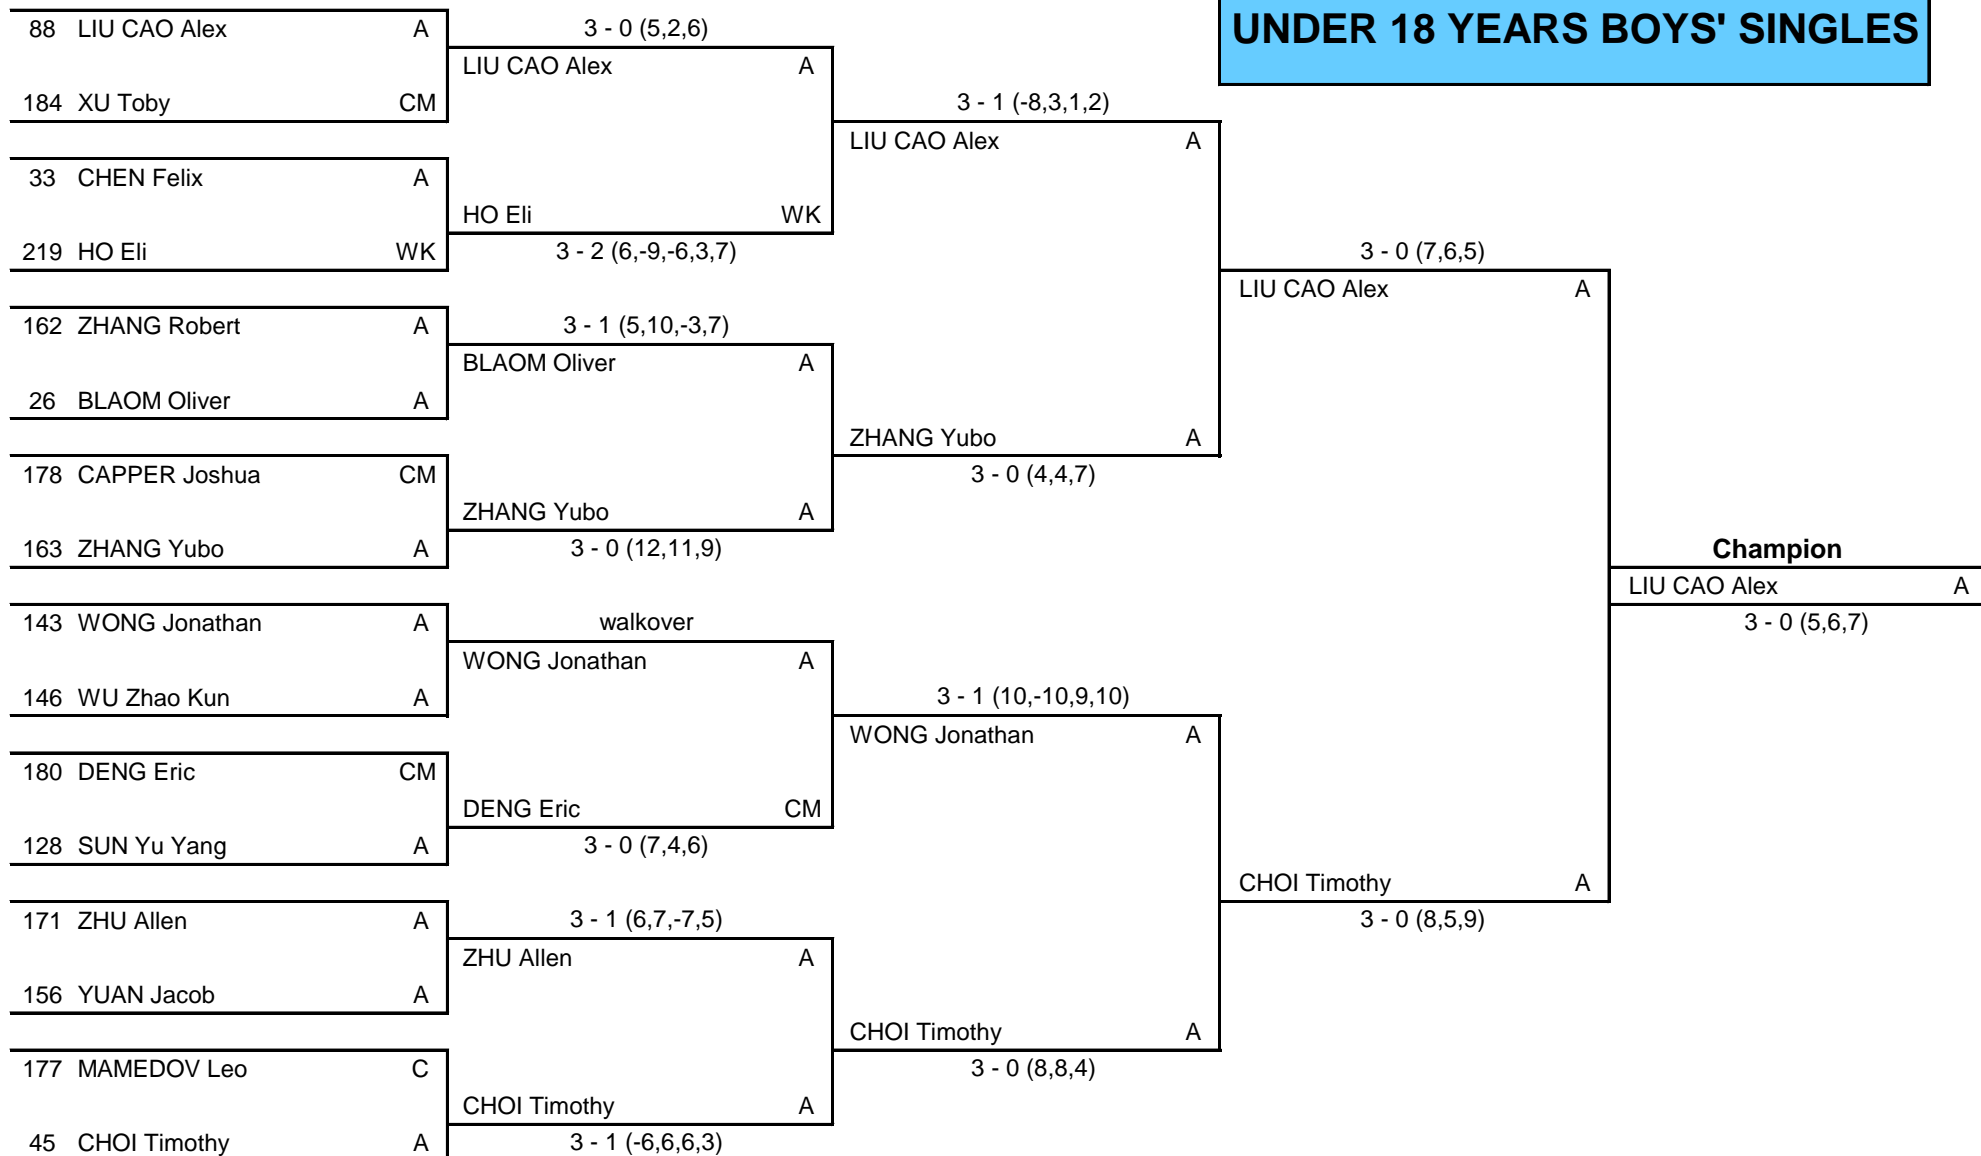 UNDER 18 YEARS BOYS' SINGLES
88 LIU CAO Alex A
3 - 0 (5,2,6)
LIU CAO Alex A
184 XU Toby CM
3 - 1 (-8,3,1,2)
LIU CAO Alex A
33 CHEN Felix A
HO Eli WK
219 HO Eli WK
3 - 2 (6,-9,-6,3,7)
3 - 0 (7,6,5)
LIU CAO Alex A
162 ZHANG Robert A
3 - 1 (5,10,-3,7)
BLAOM Oliver A
26 BLAOM Oliver A
ZHANG Yubo A
178 CAPPER Joshua CM
3 - 0 (4,4,7)
ZHANG Yubo A
163 ZHANG Yubo A
3 - 0 (12,11,9)
Champion
LIU CAO Alex A
143 WONG Jonathan A
walkover
3 - 0 (5,6,7)
WONG Jonathan A
146 WU Zhao Kun A
3 - 1 (10,-10,9,10)
WONG Jonathan A
180 DENG Eric CM
DENG Eric CM
128 SUN Yu Yang A
3 - 0 (7,4,6)
CHOI Timothy A
171 ZHU Allen A
3 - 1 (6,7,-7,5)
3 - 0 (8,5,9)
ZHU Allen A
156 YUAN Jacob A
CHOI Timothy A
177 MAMEDOV Leo C
3 - 0 (8,8,4)
CHOI Timothy A
45 CHOI Timothy A
3 - 1 (-6,6,6,3)